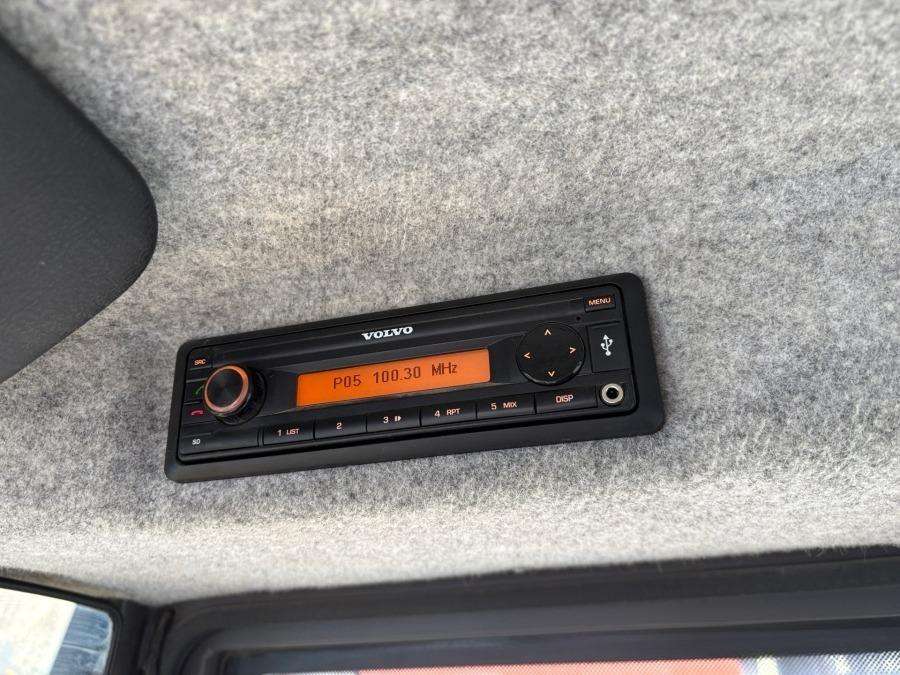 VOLVO
MENU
SRC
P05 100.30 MHz
SD
1 LIST
2
3
4 RPT
5 MIX
DISP